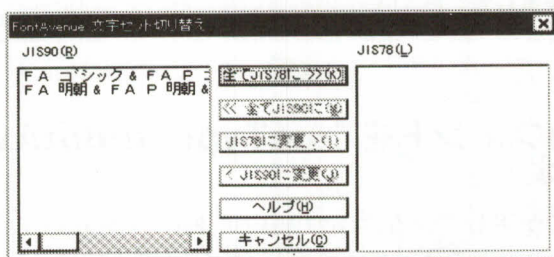 FontAvenue 文字セット切り替え
JIS90(R)
JIS78(L)
ＦＡ ゴシック & ＦＡ Ｐ
ＦＡ 明朝 & ＦＡ Ｐ 明朝 &
全てJIS78に >>(K)
<< 全てJIS90に
JIS78に変更 >(I)
< JIS90に変更(J)
ヘルプ(H)
キャンセル(C)